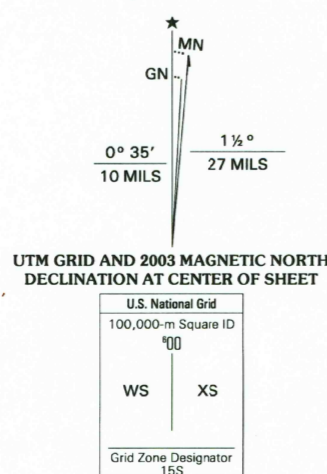 ★
MN
GN
0° 35′
10 MILS
1 ½ °
27 MILS
UTM GRID AND 2003 MAGNETIC NORTH
DECLINATION AT CENTER OF SHEET
U.S. National Grid
100,000-m Square ID
⁶00
WS XS
Grid Zone Designator
15S